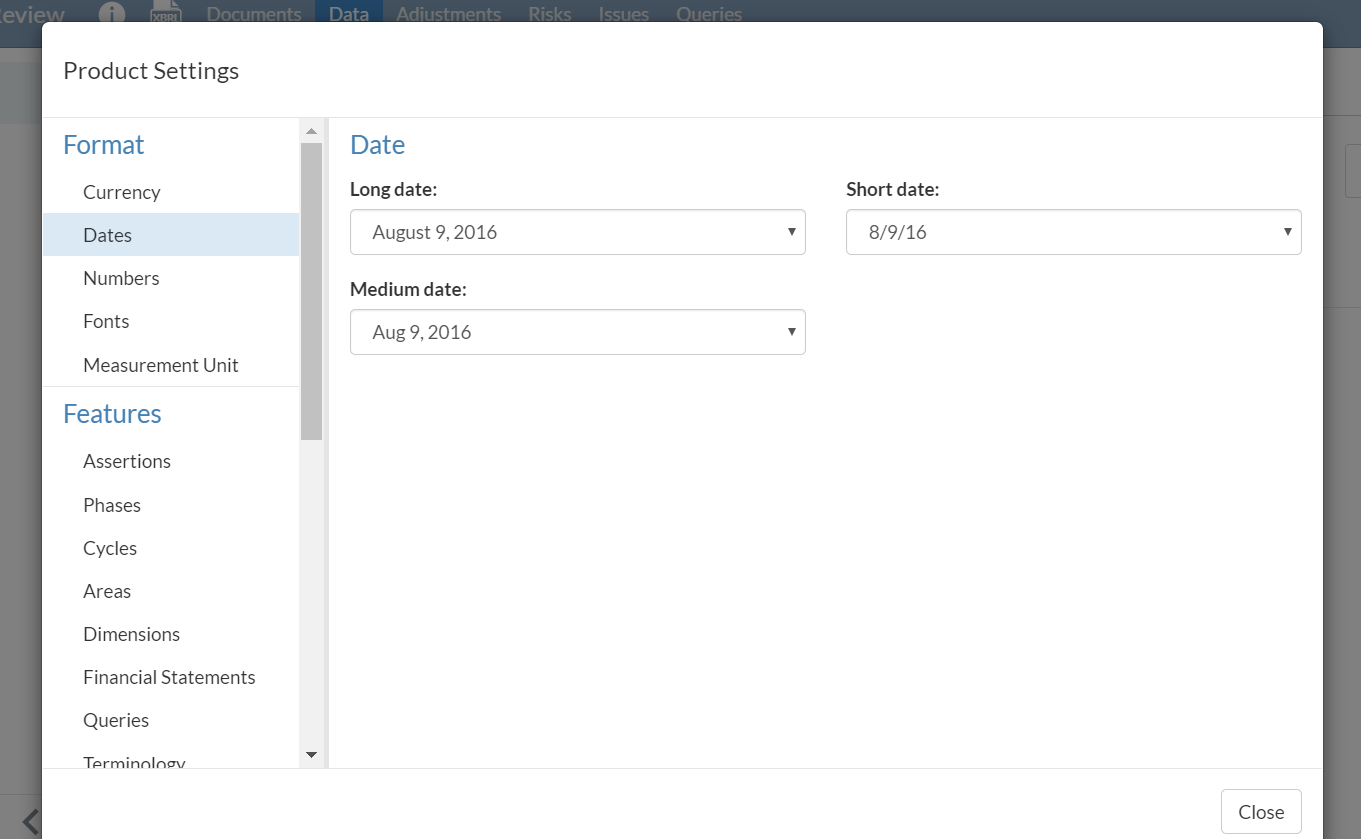 Review
XBRL
Documents
Data
Adjustments
Risks
Issues
Queries
Product Settings
Format
Currency
Dates
Numbers
Fonts
Measurement Unit
Features
Assertions
Phases
Cycles
Areas
Dimensions
Financial Statements
Queries
Terminology
Date
Long date:
August 9, 2016
Short date:
8/9/16
Medium date:
Aug 9, 2016
Close